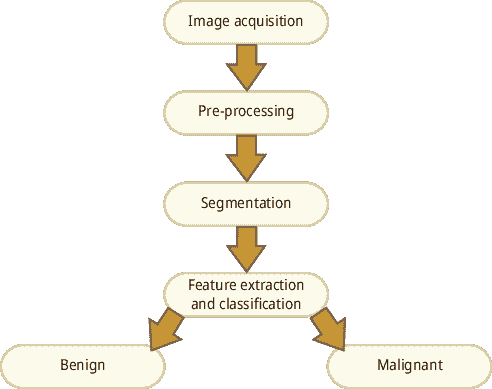 Image acquisition
Pre-processing
Segmentation
Feature extraction
and classification
Benign
Malignant